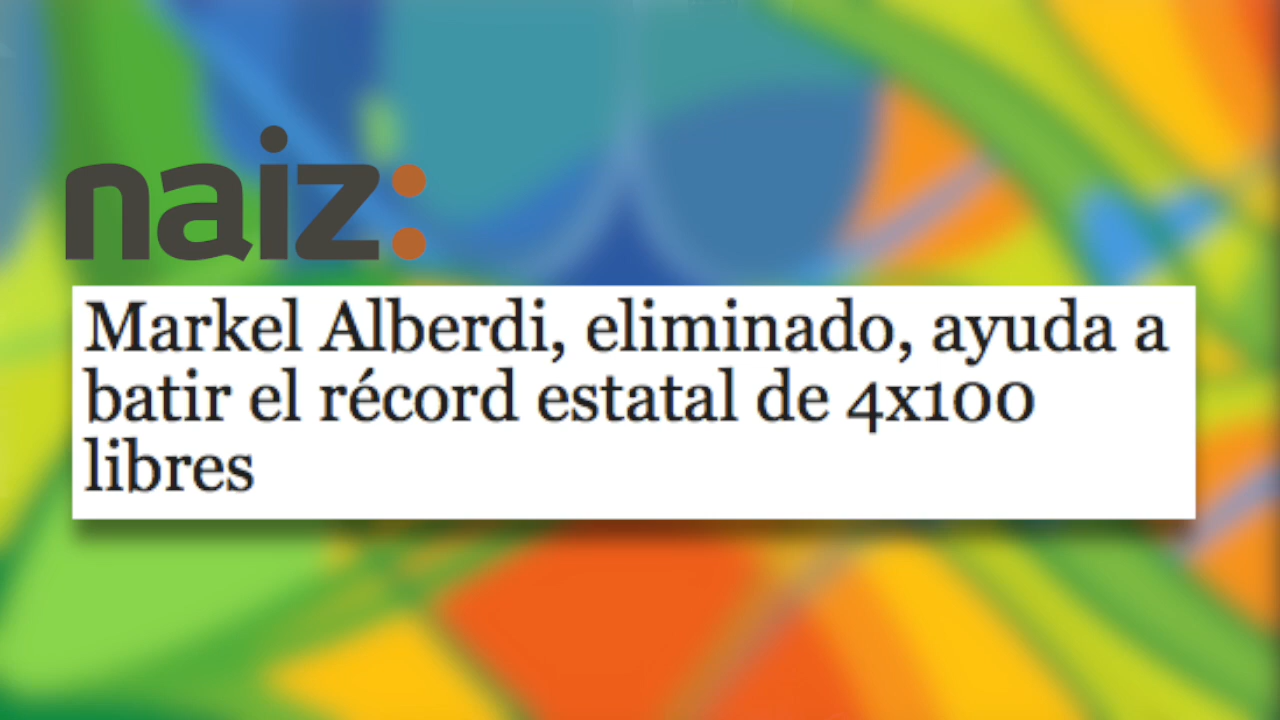 naiz:
Markel Alberdi, eliminado, ayuda a
batir el récord estatal de 4x100
libres